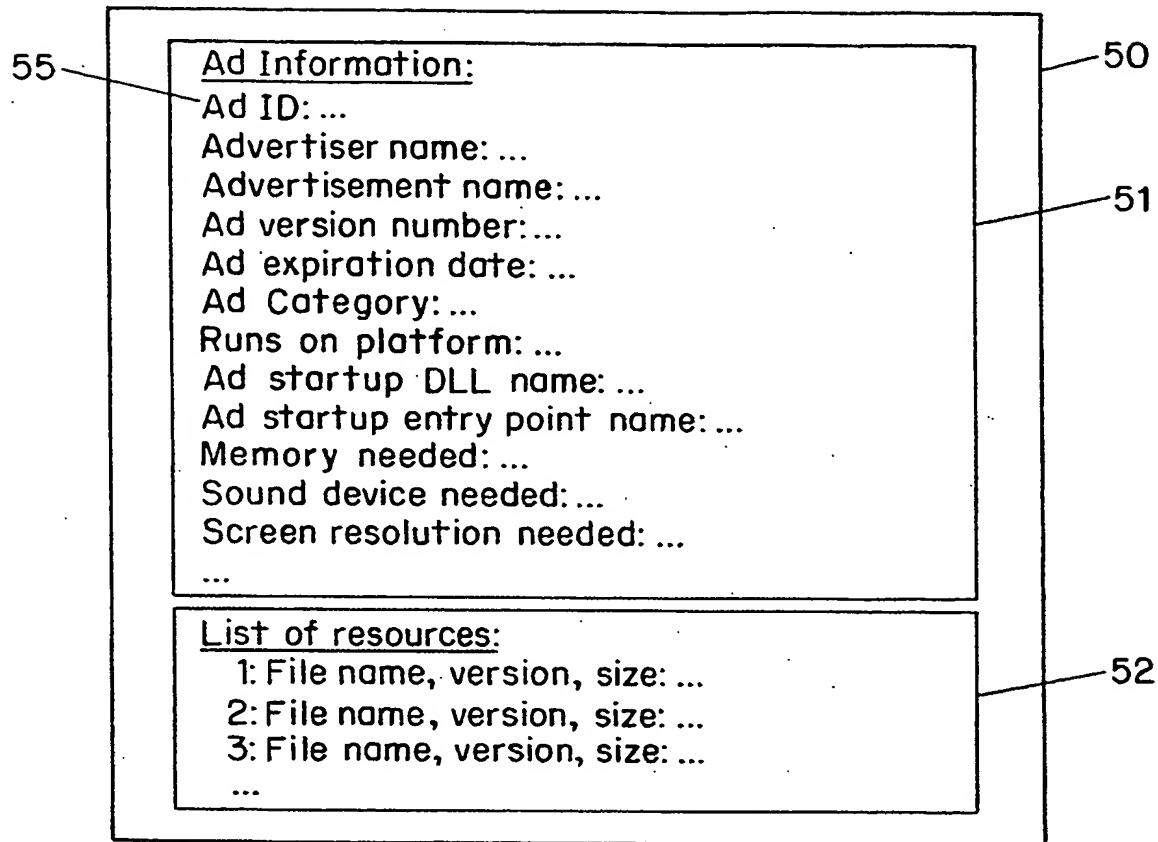 Ad Information:
55
50
Ad ID: ...
Advertiser name: ...
Advertisement name: ...
51
Ad version number: ...
Ad expiration date: ...
Ad Category: ...
Runs on platform: ...
Ad startup DLL name: ...
Ad startup entry point name: ...
Memory needed: ...
Sound device needed: ...
Screen resolution needed: ...
...
List of resources:
1: File name, version, size: ...
52
2: File name, version, size: ...
3: File name, version, size: ...
...